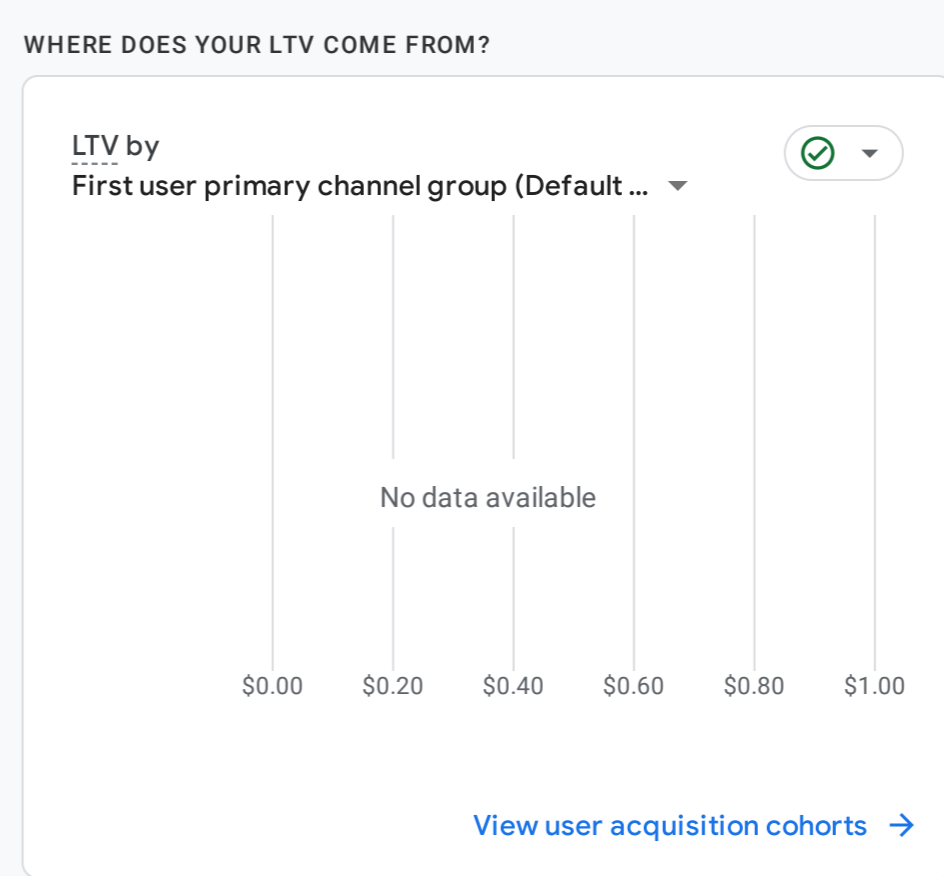 WHERE DOES YOUR LTV COME FROM?
LTV by
First user primary channel group (Default ...
No data available
$0.00 $0.20 $0.40 $0.60 $0.80 $1.00
View user acquisition cohorts